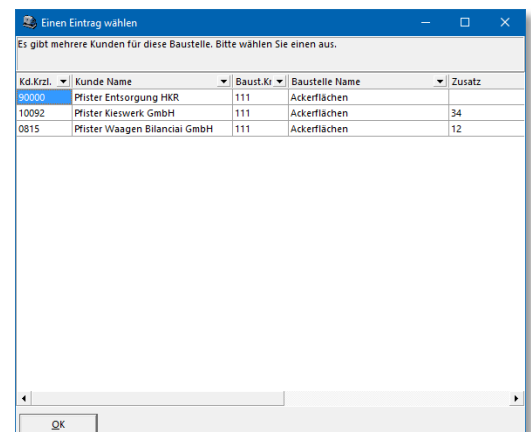 Einen Eintrag wählen
Es gibt mehrere Kunden für diese Baustelle. Bitte wählen Sie einen aus.
Kd.Krzl. Kunde Name Baust.Kr Baustelle Name Zusatz
90000 Pfister Entsorgung HKR 111 Ackerflächen
10092 Pfister Kieswerk GmbH 111 Ackerflächen 34
0815 Pfister Waagen Bilanciai GmbH 111 Ackerflächen 12
OK